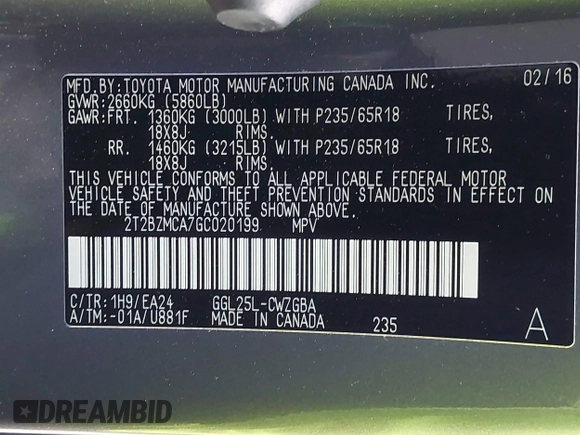 MFD.BY:TOYOTA MOTOR MANUFACTURING CANADA INC. 02/16
GVWR:2660KG (5860LB)
GAWR:FRT. 1360KG (3000LB) WITH P235/65R18 TIRES,
18X8J RIMS.
RR. 1460KG (3215LB) WITH P235/65R18 TIRES,
18X8J RIMS.
THIS VEHICLE CONFORMS TO ALL APPLICABLE FEDERAL MOTOR
VEHICLE SAFETY AND THEFT PREVENTION STANDARDS IN EFFECT ON
THE DATE OF MANUFACTURE SHOWN ABOVE.
2T2BZMCA7GC020199 MPV
C/TR:1H9/EA24 GGL25L-CWZGBA
A/TM:-01A/U881F MADE IN CANADA 235 A
DREAMBID